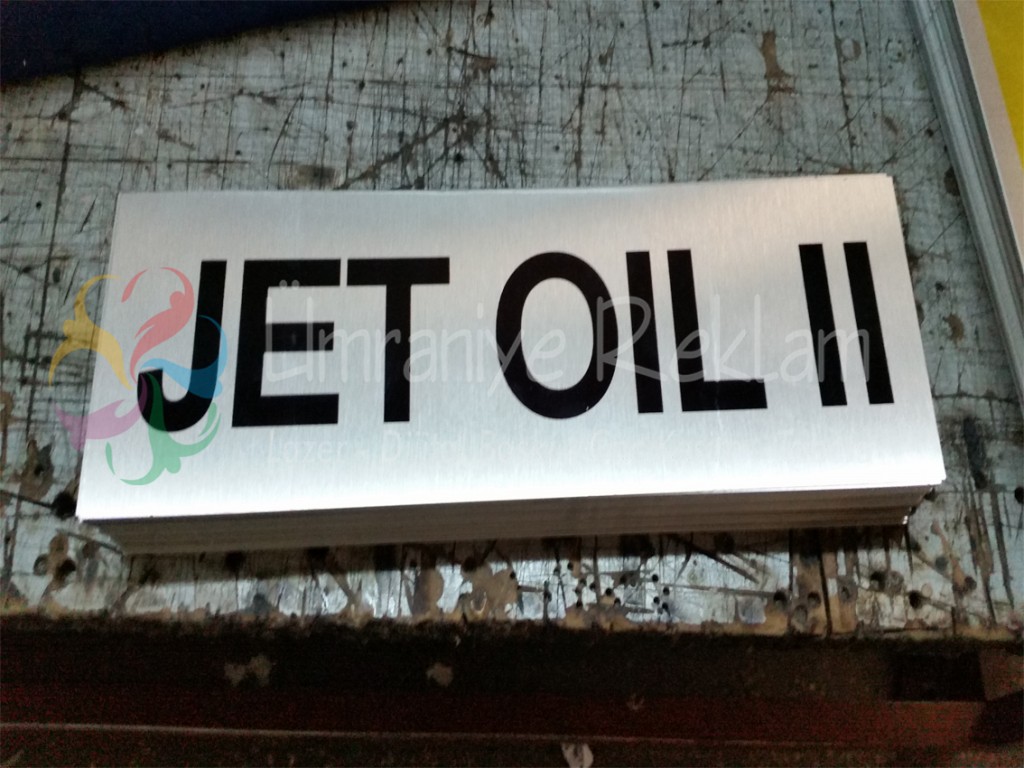 JET OIL II
Ümraniye Reklam